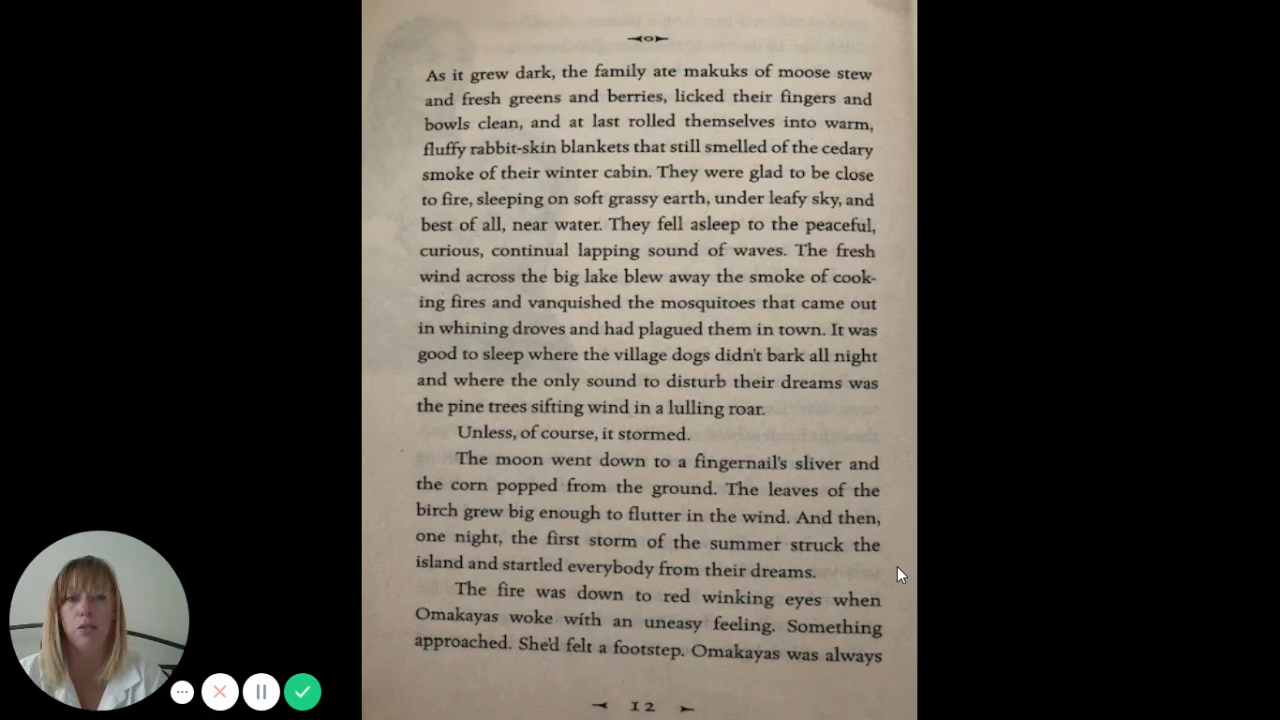 As it grew dark, the family ate makuks of moose stew
and fresh greens and berries, licked their fingers and
bowls clean, and at last rolled themselves into warm,
fluffy rabbit-skin blankets that still smelled of the cedary
smoke of their winter cabin. They were glad to be close
to fire, sleeping on soft grassy earth, under leafy sky, and
best of all, near water. They fell asleep to the peaceful,
curious, continual lapping sound of waves. The fresh
wind across the big lake blew away the smoke of cook-
ing fires and vanquished the mosquitoes that came out
in whining droves and had plagued them in town. It was
good to sleep where the village dogs didn't bark all night
and where the only sound to disturb their dreams was
the pine trees sifting wind in a lulling roar.
Unless, of course, it stormed.
The moon went down to a fingernail's sliver and
the corn popped from the ground. The leaves of the
birch grew big enough to flutter in the wind. And then,
one night, the first storm of the summer struck the
island and startled everybody from their dreams.
The fire was down to red winking eyes when
Omakayas woke with an uneasy feeling. Something
approached. She'd felt a footstep. Omakayas was always
12